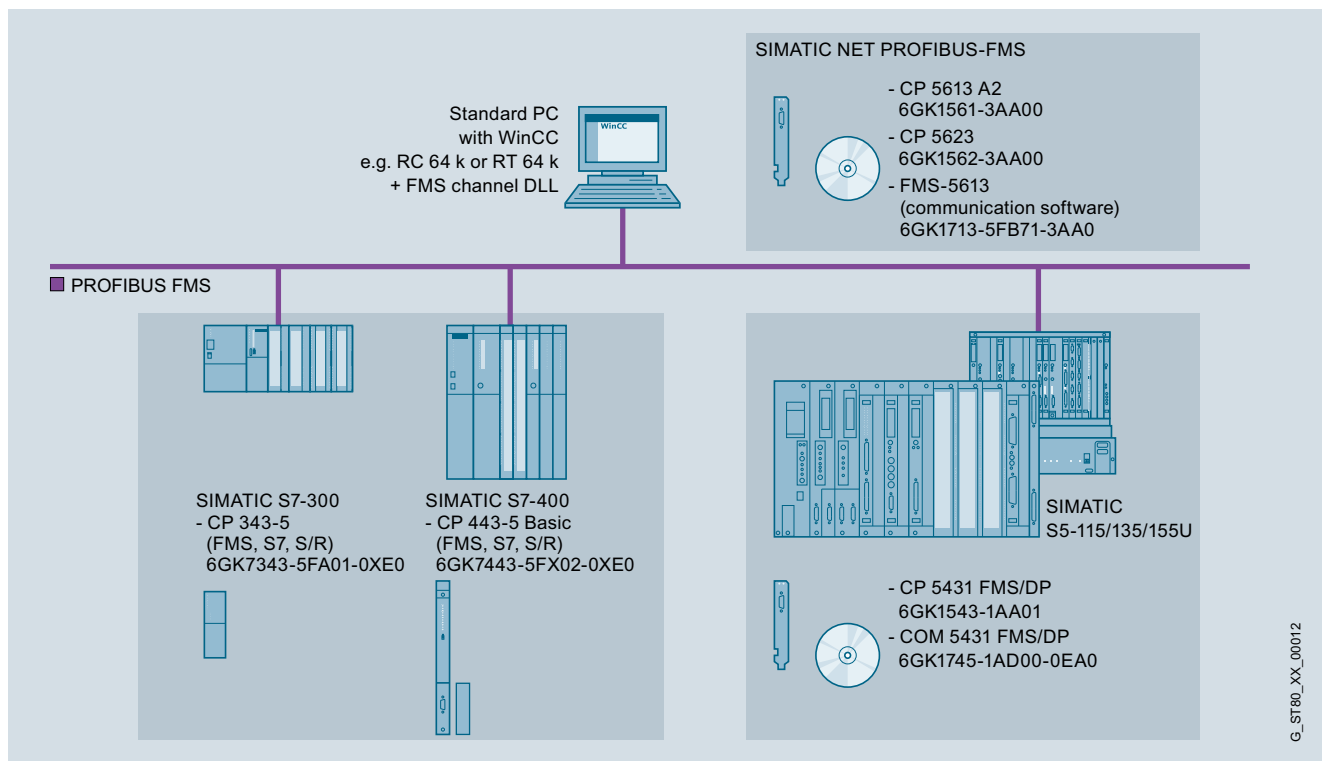 SIMATIC NET PROFIBUS-FMS
- CP 5613 A2
6GK1561-3AA00
- CP 5623
6GK1562-3AA00
- FMS-5613
(communication software)
6GK1713-5FB71-3AA0
Standard PC
with WinCC
e.g. RC 64 k or RT 64 k
+ FMS channel DLL
WinCC
PROFIBUS FMS
SIMATIC S7-300
- CP 343-5
(FMS, S7, S/R)
6GK7343-5FA01-0XE0
SIMATIC S7-400
- CP 443-5 Basic
(FMS, S7, S/R)
6GK7443-5FX02-0XE0
SIMATIC
S5-115/135/155U
- CP 5431 FMS/DP
6GK1543-1AA01
- COM 5431 FMS/DP
6GK1745-1AD00-0EA0
G_ST80_XX_00012